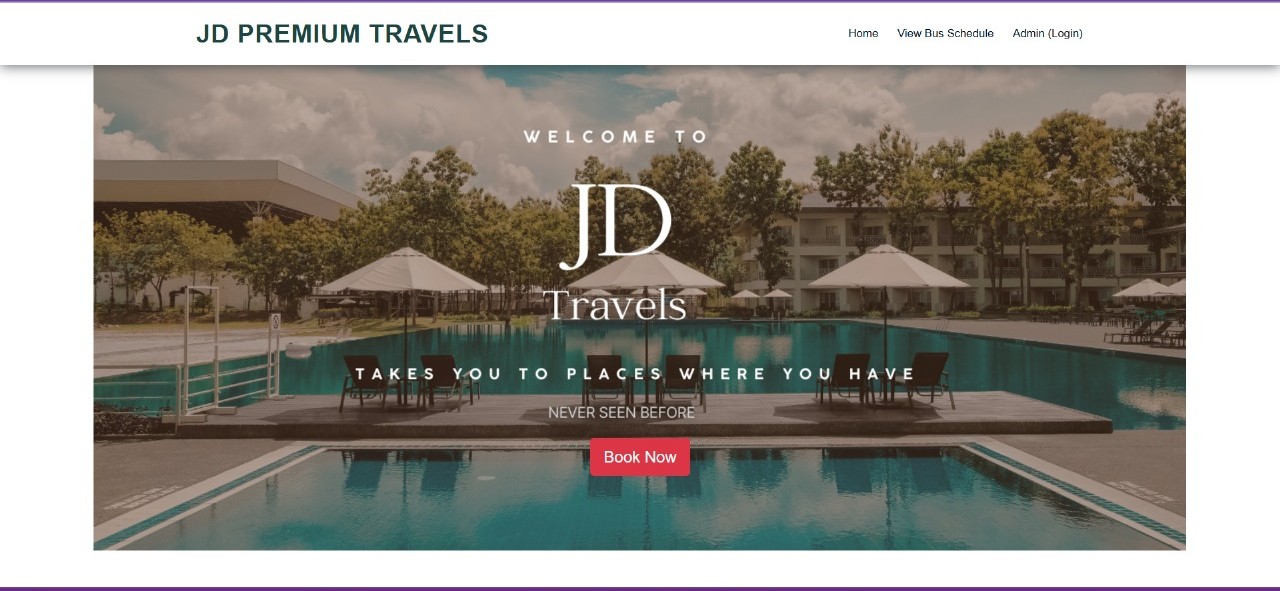 JD PREMIUM TRAVELS
Home View Bus Schedule Admin (Login)
WELCOME TO
JD
Travels
TAKES YOU TO PLACES WHERE YOU HAVE
NEVER SEEN BEFORE
Book Now